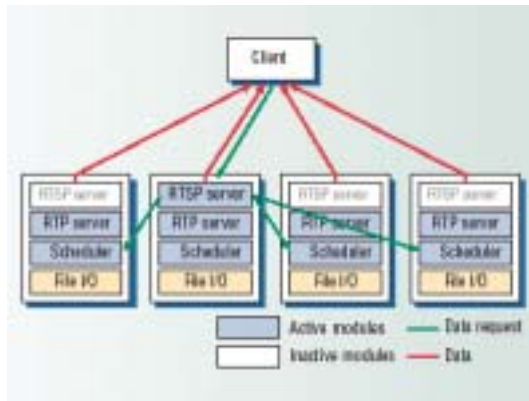 Client
RTSP server
RTSP server
RTSP server
RTSP server
RTP server
RTP server
RTP server
RTP server
Scheduler
Scheduler
Scheduler
Scheduler
File I/O
File I/O
File I/O
File I/O
Active modules
Data request
Inactive modules
Data